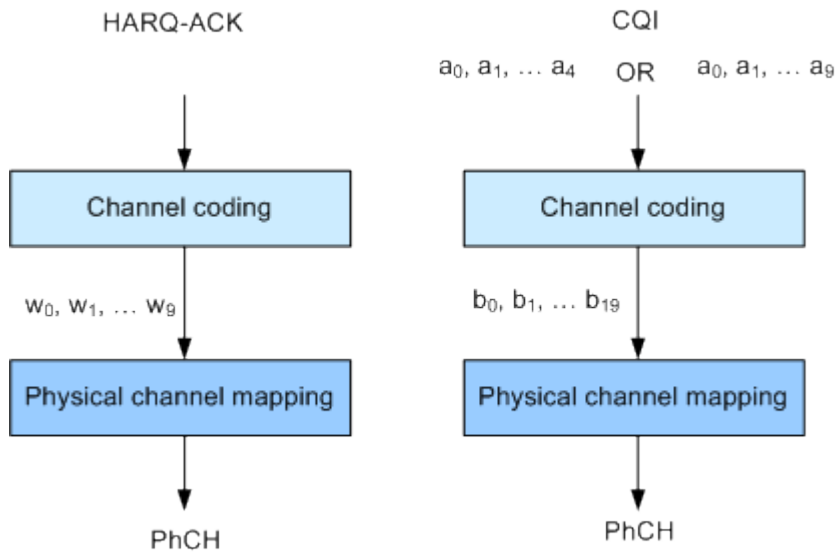 HARQ-ACK
Channel coding
w₀, w₁, … w₉
Physical channel mapping
PhCH
CQI
a₀, a₁, … a₄ OR a₀, a₁, … a₉
Channel coding
b₀, b₁, … b₁₉
Physical channel mapping
PhCH